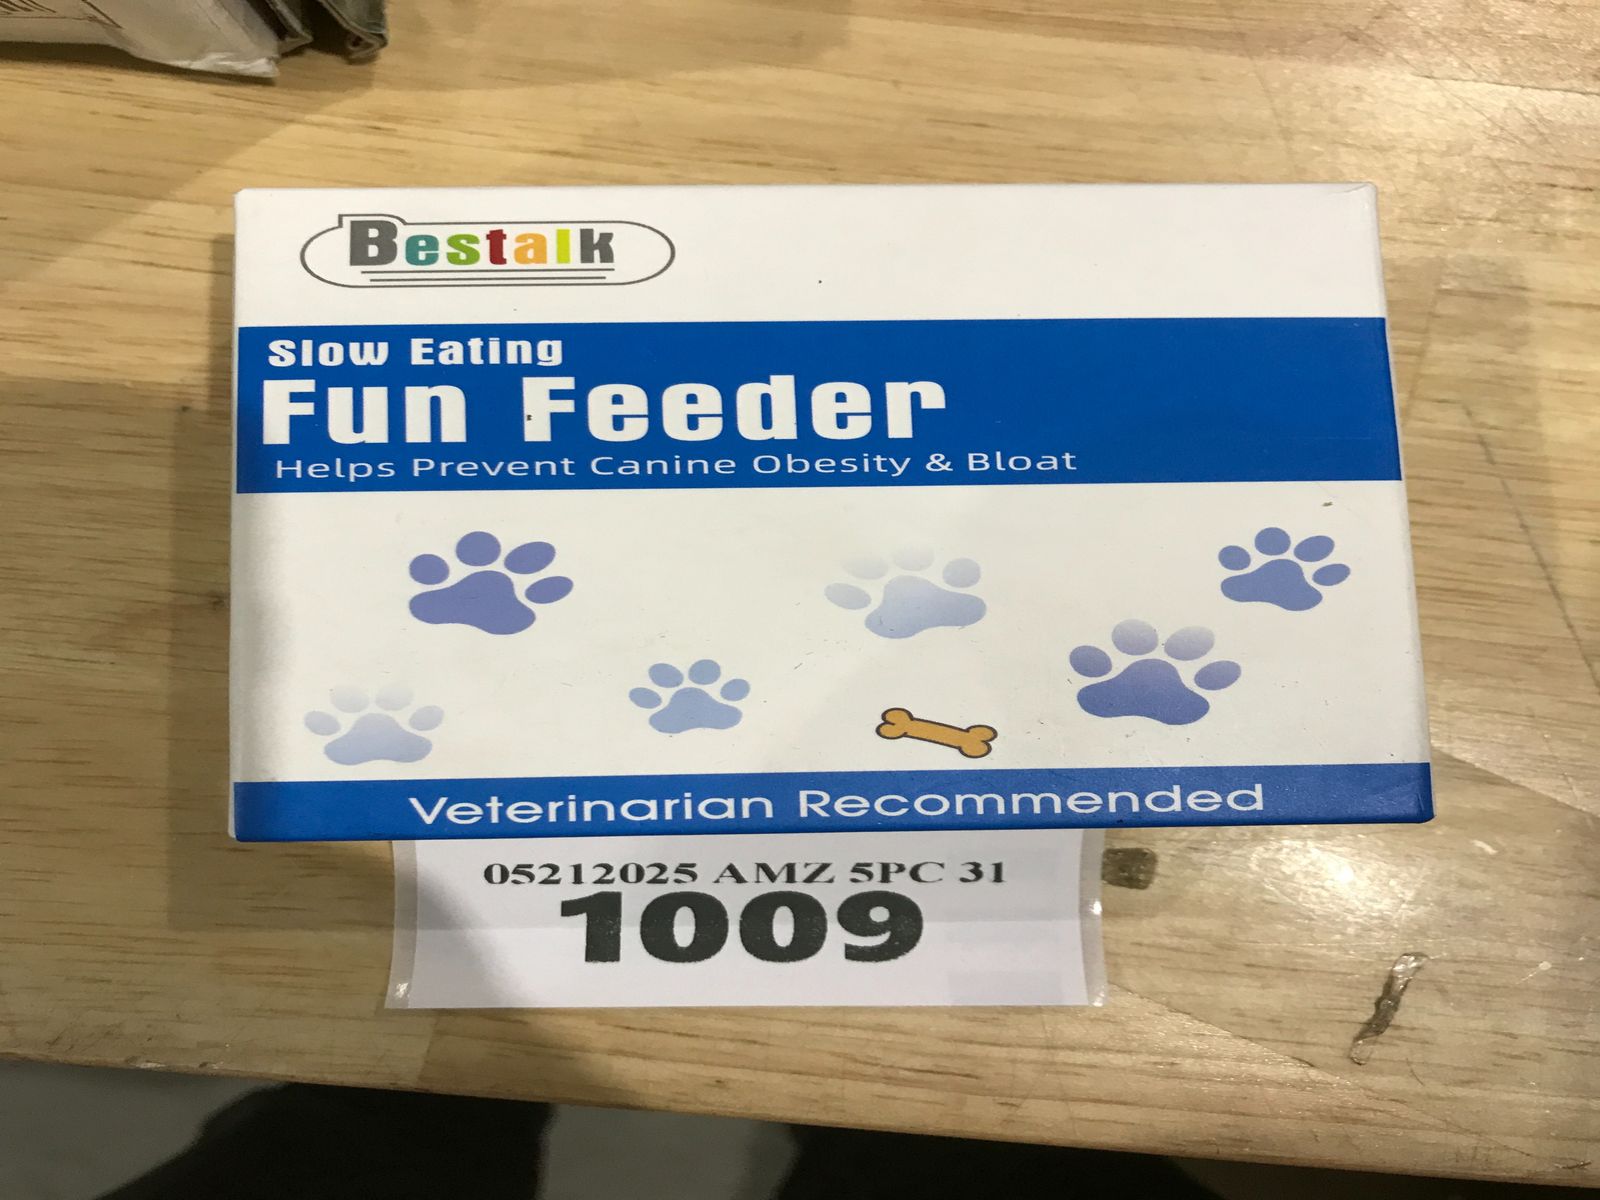 Bestalk
Slow Eating
Fun Feeder
Helps Prevent Canine Obesity & Bloat
Veterinarian Recommended
05212025 AMZ 5PC 31
1009